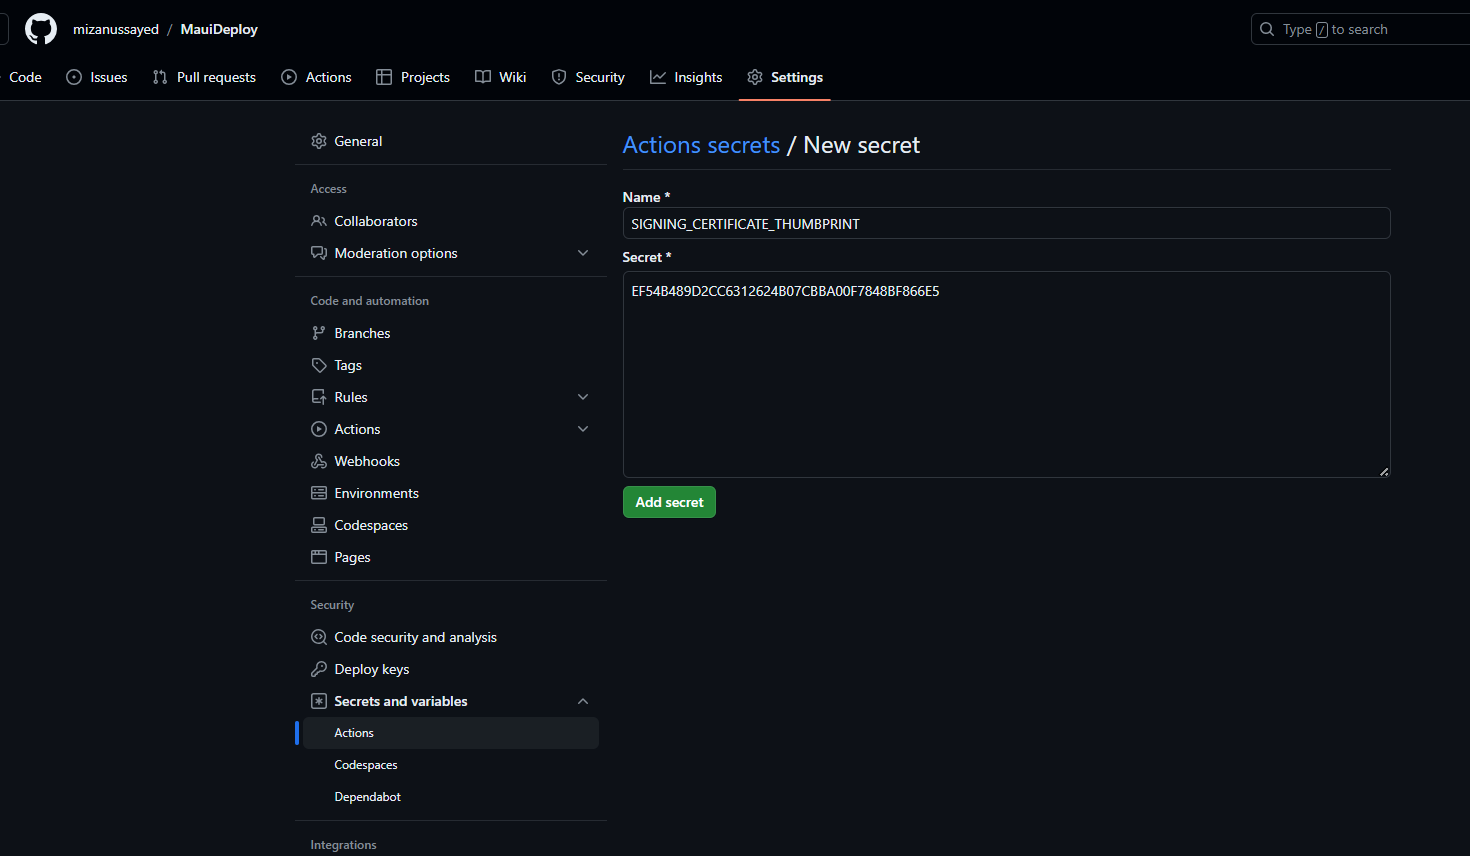 mizanussayed / MauiDeploy
Type / to search
Code Issues Pull requests Actions Projects Wiki Security Insights Settings
General
Access
Collaborators
Moderation options
Code and automation
Branches
Tags
Rules
Actions
Webhooks
Environments
Codespaces
Pages
Security
Code security and analysis
Deploy keys
Secrets and variables
Actions
Codespaces
Dependabot
Integrations
Actions secrets / New secret
Name *
SIGNING_CERTIFICATE_THUMBPRINT
Secret *
EF54B489D2CC6312624B07CBBA00F7848BF866E5
Add secret